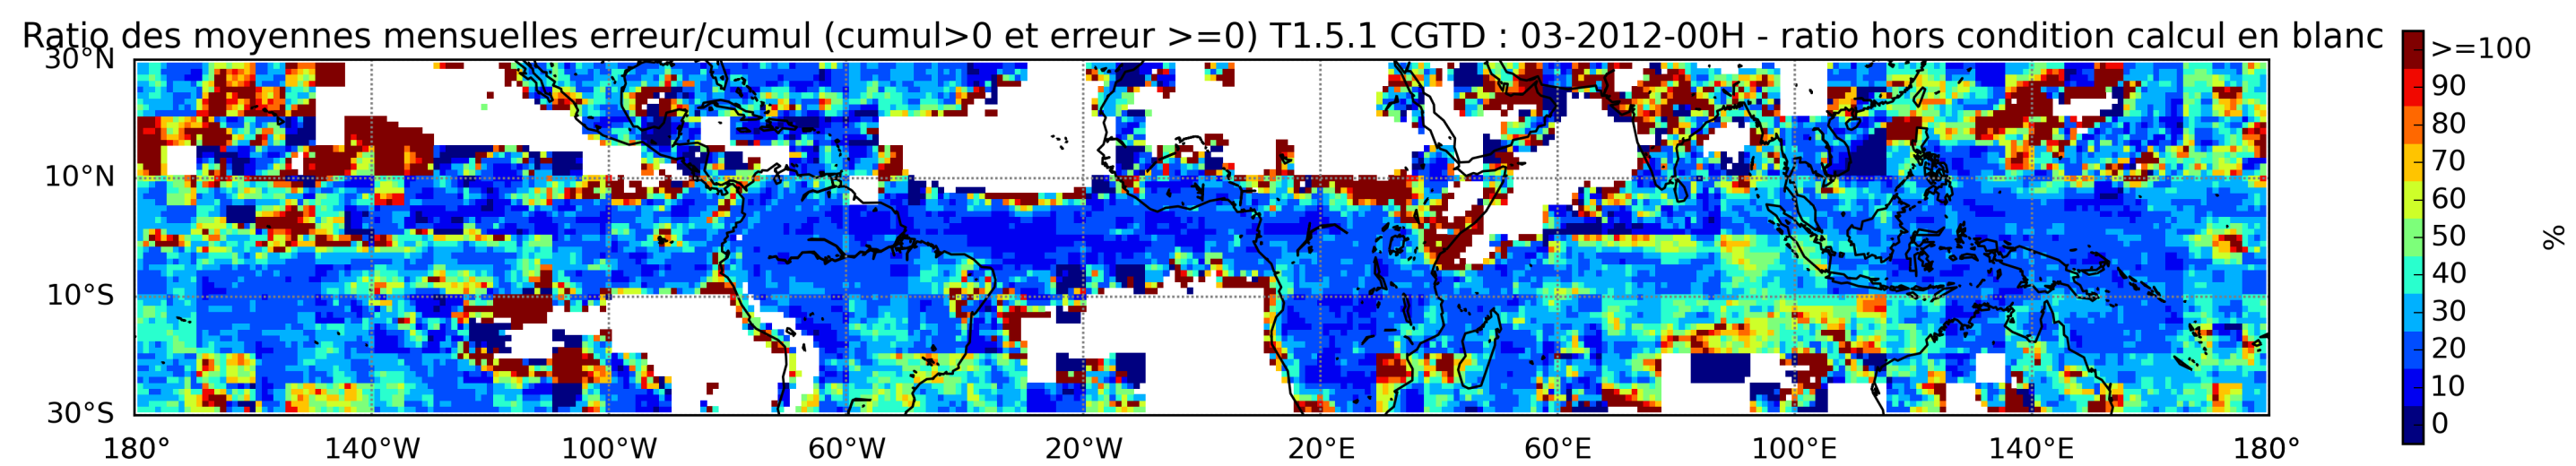 Ratio des moyennes mensuelles erreur/cumul (cumul>0 et erreur >=0) T1.5.1 CGTD : 03-2012-00H - ratio hors condition calcul en blanc
30°N
10°N
10°S
30°S
180°
140°W
100°W
60°W
20°W
20°E
60°E
100°E
140°E
180°
>=100
90
80
70
60
50
40
30
20
10
0
%